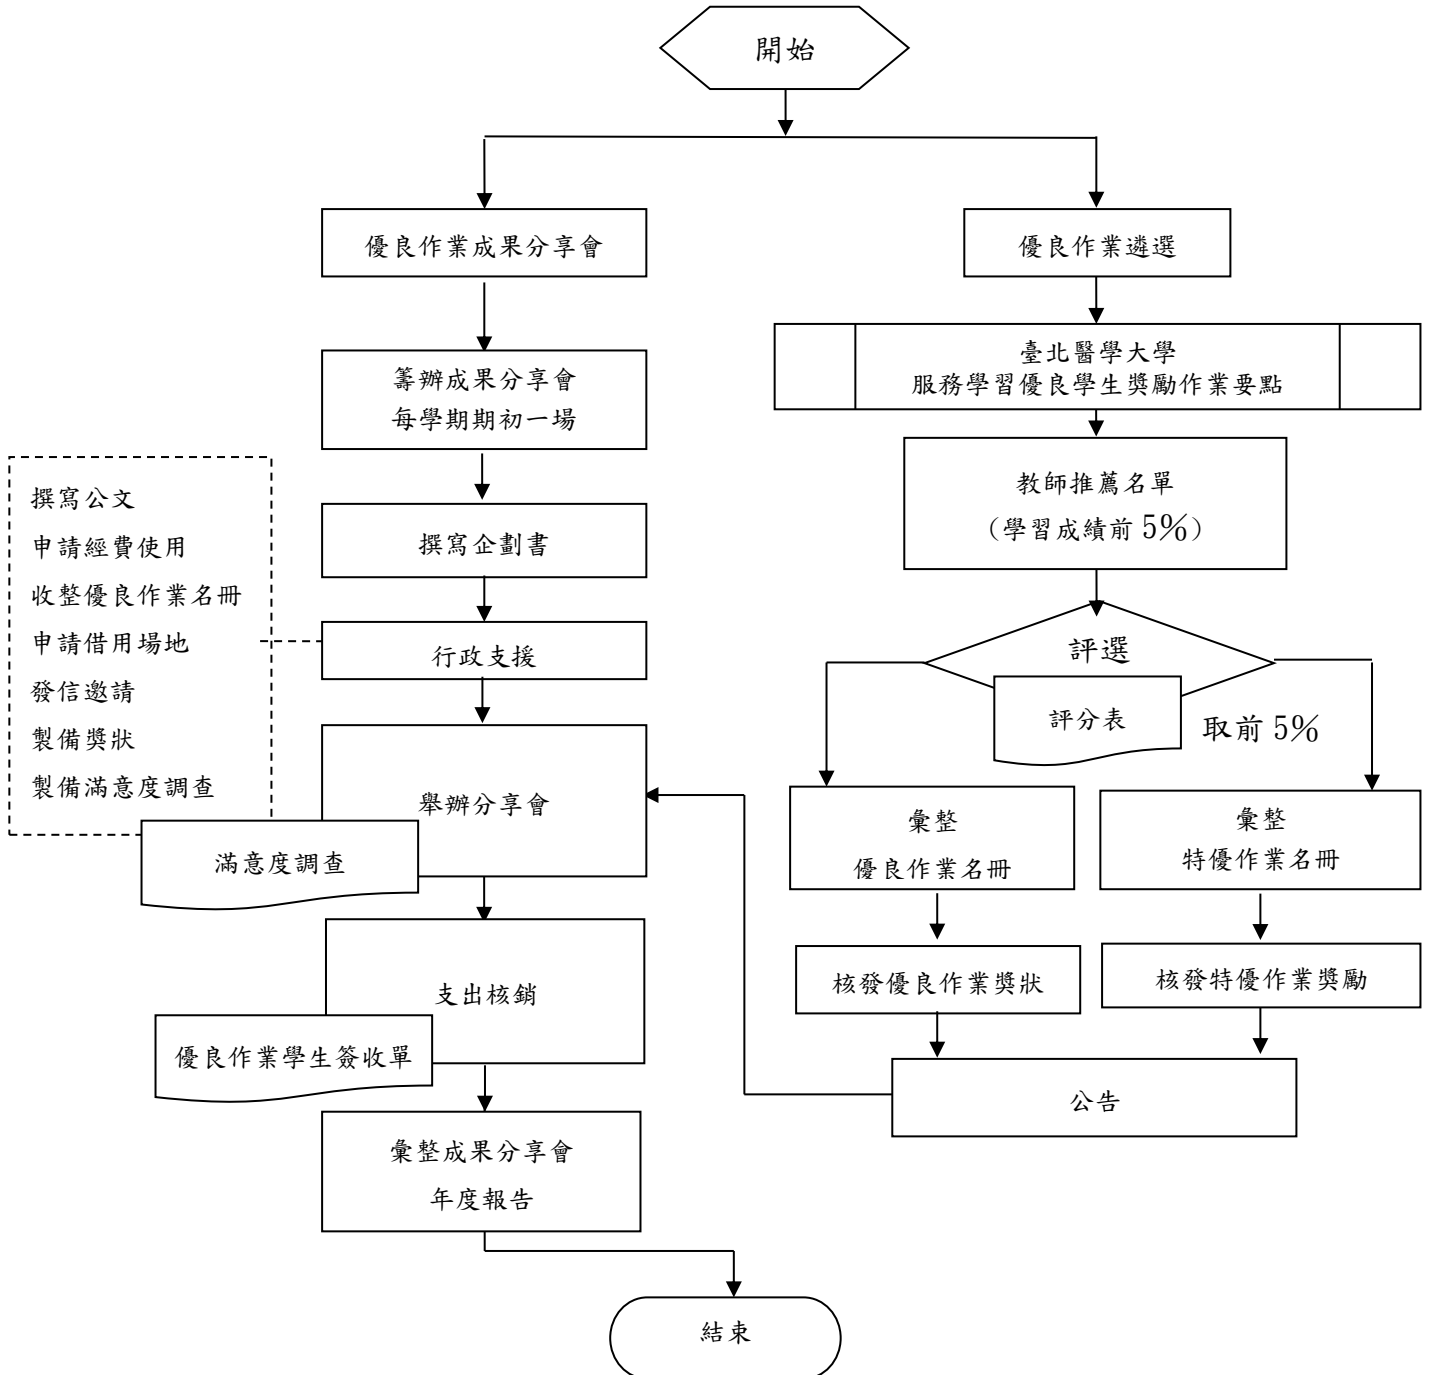 開始
優良作業成果分享會
優良作業遴選
籌辦成果分享會
每學期期初一場
臺北醫學大學
服務學習優良學生獎勵作業要點
教師推薦名單
(學習成績前5%)
撰寫公文
申請經費使用
收整優良作業名冊
申請借用場地
發信邀請
製備獎狀
製備滿意度調查
撰寫企劃書
行政支援
評選
評分表
取前5%
舉辦分享會
滿意度調查
彙整
優良作業名冊
彙整
特優作業名冊
支出核銷
優良作業學生簽收單
核發優良作業獎狀
核發特優作業獎勵
公告
彙整成果分享會
年度報告
結束